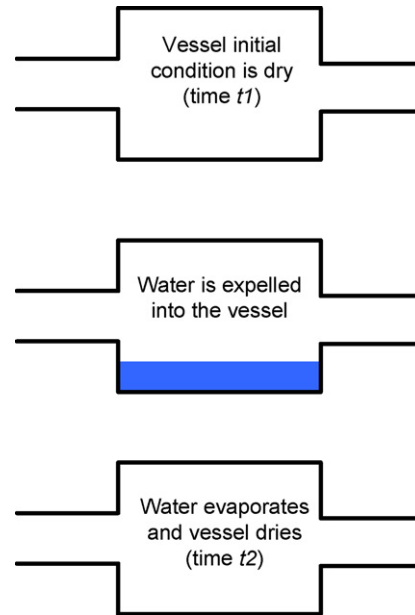 Vessel initial
condition is dry
(time t1)
Water is expelled
into the vessel
Water evaporates
and vessel dries
(time t2)